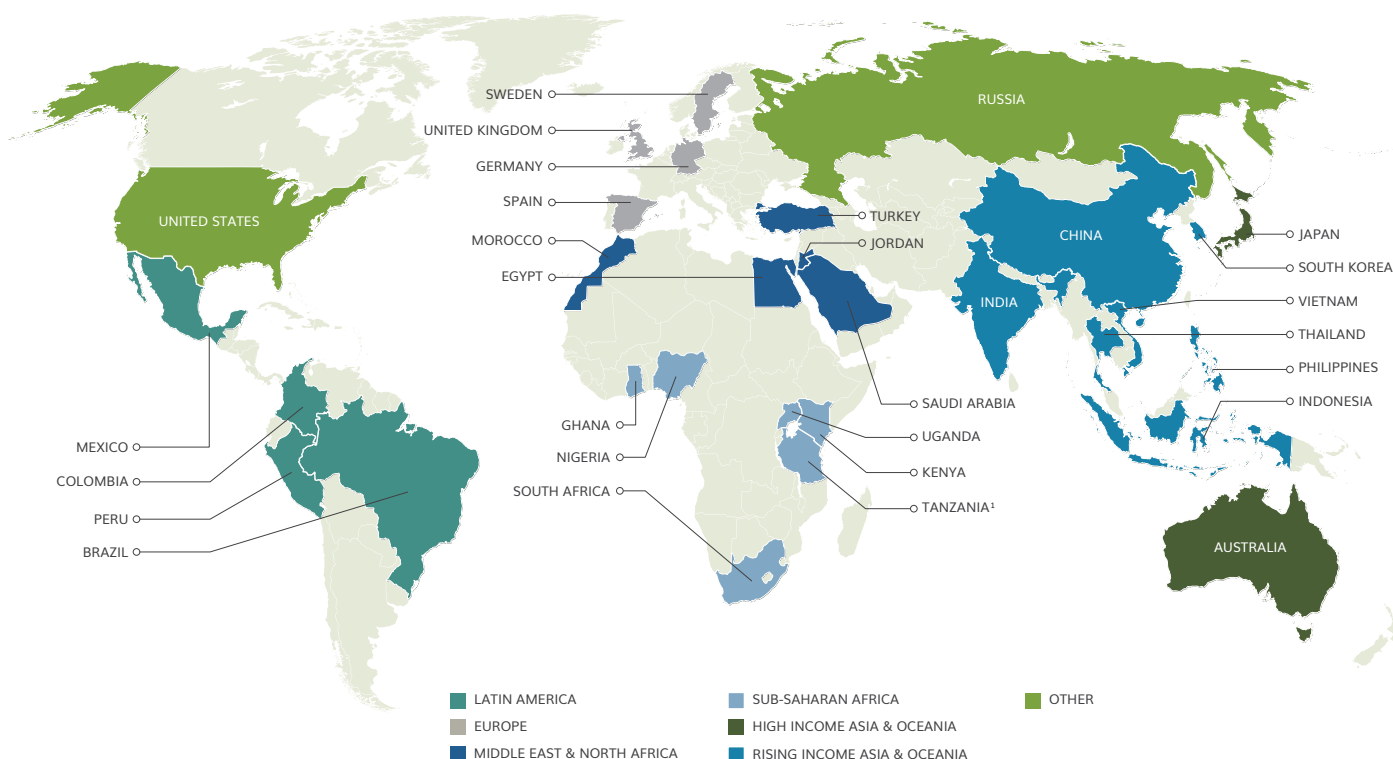 RUSSIA
SWEDEN
UNITED KINGDOM
GERMANY
SPAIN
UNITED STATES
TURKEY
MOROCCO
JORDAN
EGYPT
CHINA
JAPAN
SOUTH KOREA
INDIA
VIETNAM
THAILAND
PHILIPPINES
INDONESIA
SAUDI ARABIA
GHANA
UGANDA
MEXICO
NIGERIA
KENYA
COLOMBIA
SOUTH AFRICA
TANZANIA¹
PERU
BRAZIL
AUSTRALIA
LATIN AMERICA
EUROPE
MIDDLE EAST & NORTH AFRICA
SUB-SAHARAN AFRICA
HIGH INCOME ASIA & OCEANIA
RISING INCOME ASIA & OCEANIA
OTHER